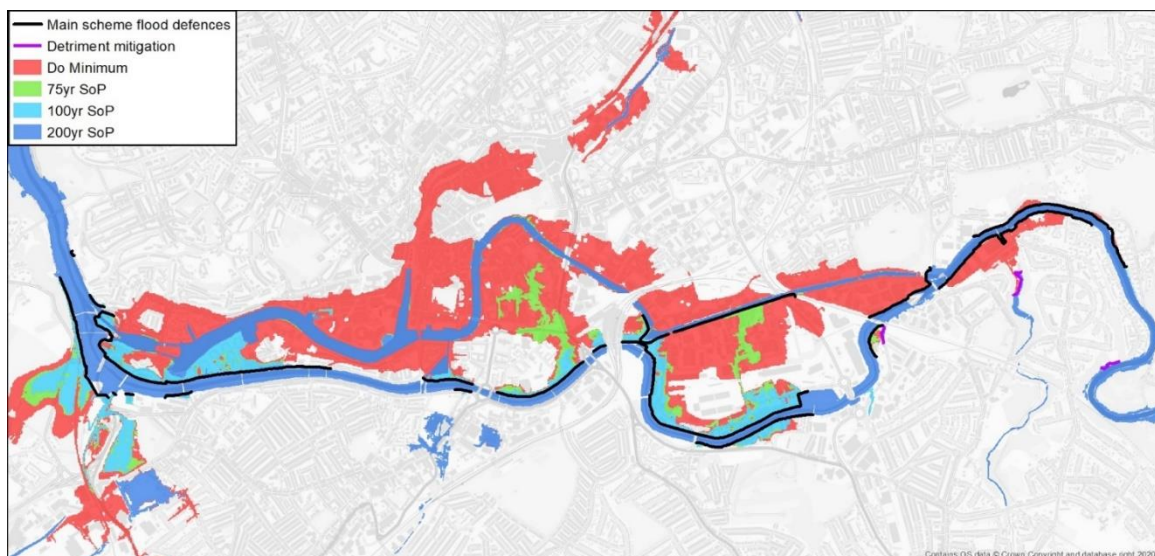 Main scheme flood defences
Detriment mitigation
Do Minimum
75yr SoP
100yr SoP
200yr SoP
Contains OS data © Crown Copyright and database right 2020